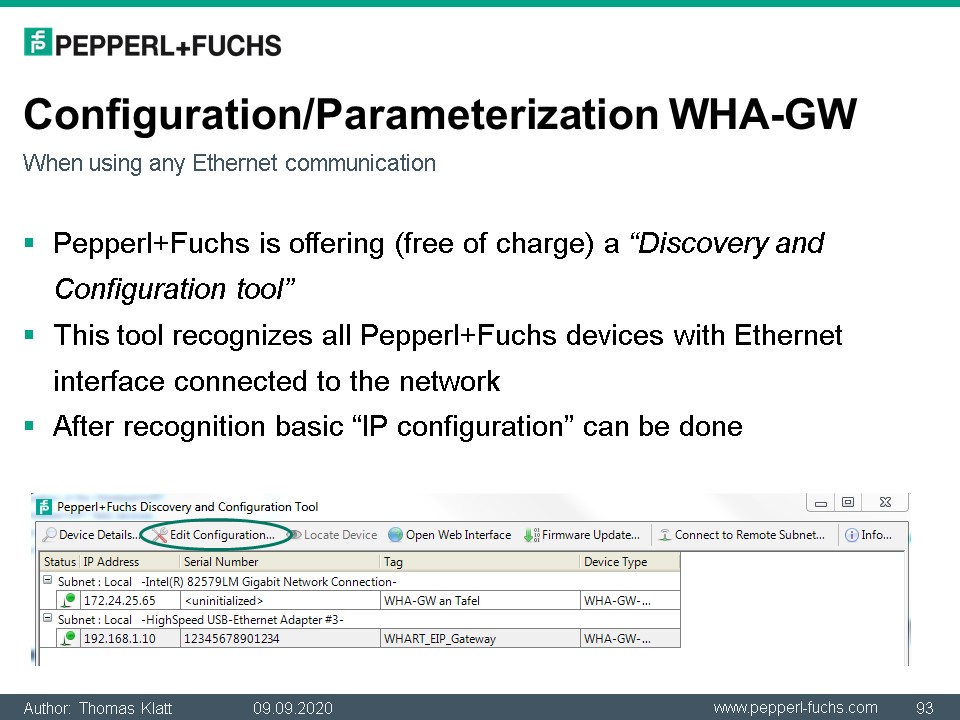 PEPPERL+FUCHS
Configuration/Parameterization WHA-GW
When using any Ethernet communication
Pepperl+Fuchs is offering (free of charge) a “Discovery and
Configuration tool”
This tool recognizes all Pepperl+Fuchs devices with Ethernet
interface connected to the network
After recognition basic “IP configuration” can be done
Pepperl+Fuchs Discovery and Configuration Tool
Device Details... Edit Configuration... Locate Device Open Web Interface Firmware Update... Connect to Remote Subnet... Info...
Status IP Address Serial Number Tag Device Type
Subnet : Local -Intel(R) 82579LM Gigabit Network Connection-
172.24.25.65 <uninitialized> WHA-GW an Tafel WHA-GW-...
Subnet : Local -HighSpeed USB-Ethernet Adapter #3-
192.168.1.10 12345678901234 WHART_EIP_Gateway WHA-GW-...
Author: Thomas Klatt 09.09.2020 www.pepperl-fuchs.com 93